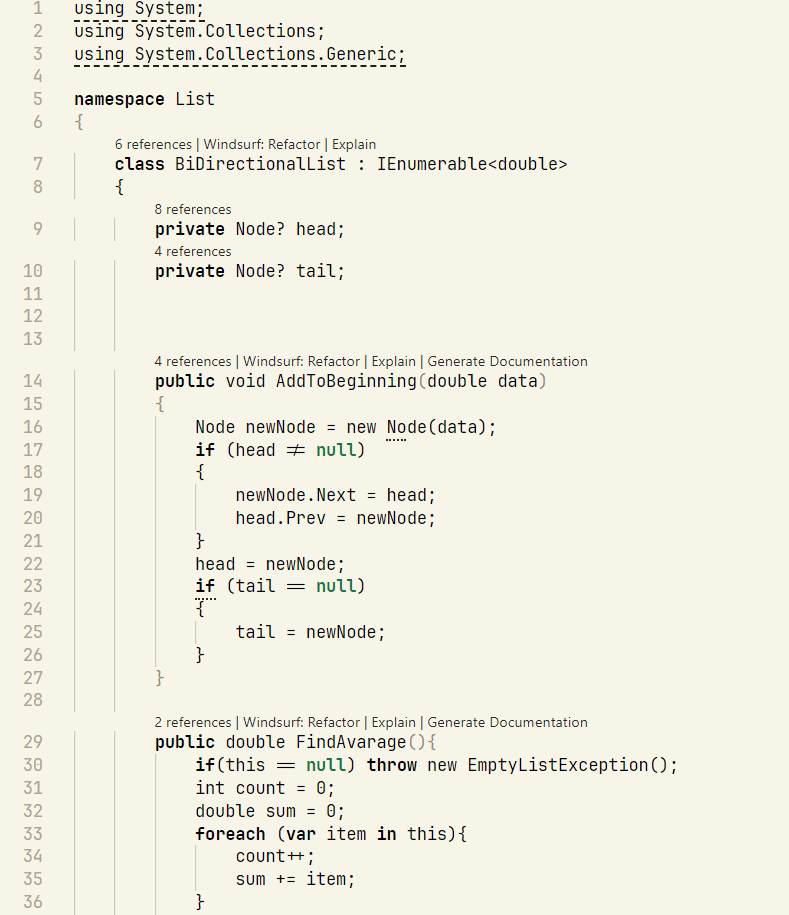 1 using System;
2 using System.Collections;
3 using System.Collections.Generic;
4
5 namespace List
6 {
6 references | Windsurf: Refactor | Explain
7 class BiDirectionalList : IEnumerable<double>
8 {
8 references
9 private Node? head;
4 references
10 private Node? tail;
11
12
13
4 references | Windsurf: Refactor | Explain | Generate Documentation
14 public void AddToBeginning(double data)
15 {
16 Node newNode = new Node(data);
17 if (head != null)
18 {
19 newNode.Next = head;
20 head.Prev = newNode;
21 }
22 head = newNode;
23 if (tail == null)
24 {
25 tail = newNode;
26 }
27 }
28
2 references | Windsurf: Refactor | Explain | Generate Documentation
29 public double FindAvarage(){
30 if(this == null) throw new EmptyListException();
31 int count = 0;
32 double sum = 0;
33 foreach (var item in this){
34 count++;
35 sum += item;
36 }